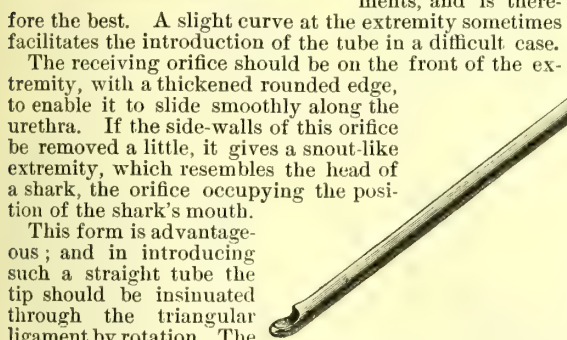 ments, and is there-
fore the best. A slight curve at the extremity sometimes
facilitates the introduction of the tube in a difficult case.
The receiving orifice should be on the front of the ex-
tremity, with a thickened rounded edge,
to enable it to slide smoothly along the
urethra. If the side-walls of this orifice
be removed a little, it gives a snout-like
extremity, which resembles the head of
a shark, the orifice occupying the posi-
tion of the shark's mouth.
This form is advantage-
ous; and in introducing
such a straight tube the
tip should be insinuated
through the triangular
ligament by rotation. The